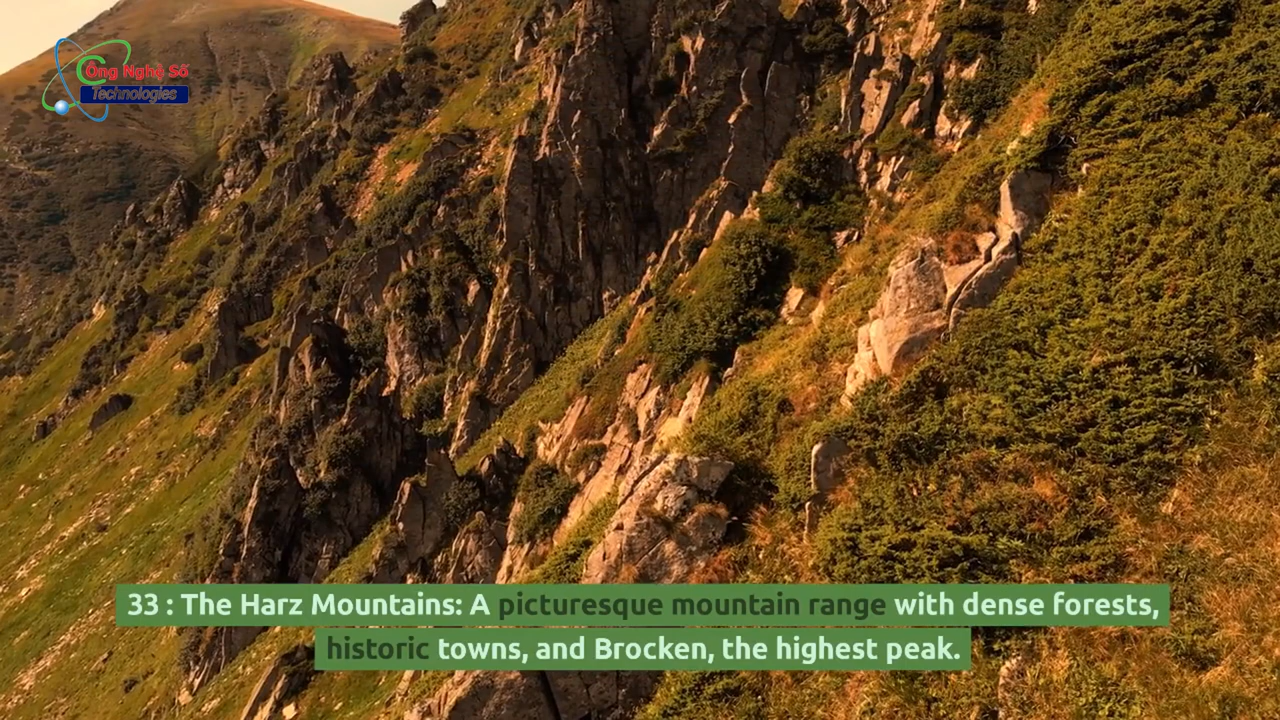 Công Nghệ Số
Technologies
33 : The Harz Mountains: A picturesque mountain range with dense forests,
historic towns, and Brocken, the highest peak.